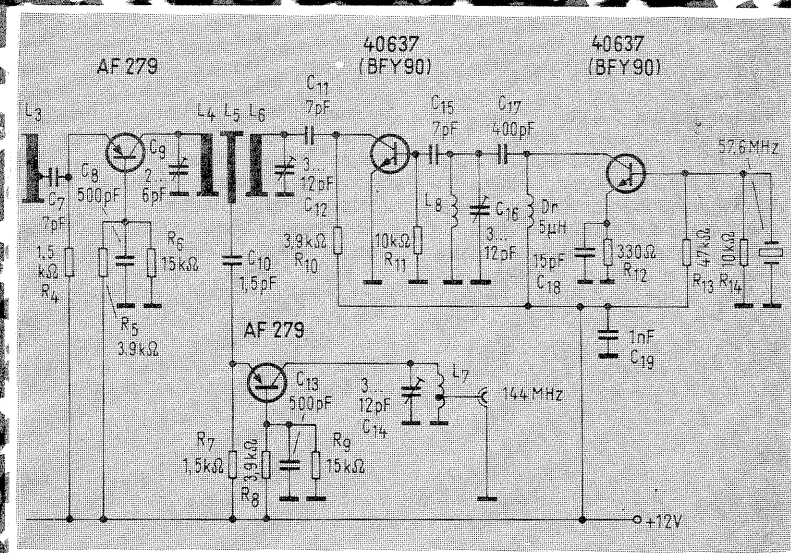 40637
(BFY90)
40637
(BFY90)
AF 279
C11
7pF
C15
7pF
C17
400pF
57,6MHz
L3
L4 L5 L6
C9
2...
6pF
C8
500pF
C7
7pF
3...
12pF
C12
L8
C16
3...
12pF
Dr
5µH
1,5
kΩ
R4
R6
15kΩ
C10
1,5pF
3,9kΩ
R10
10kΩ
R11
15pF
C18
330Ω
R12
47kΩ
R13
10kΩ
R14
R5
3,9kΩ
AF 279
1nF
C19
C13
500pF
3...
12pF
C14
L7
144MHz
R7
1,5kΩ
3,9kΩ
R8
R9
15kΩ
+12V